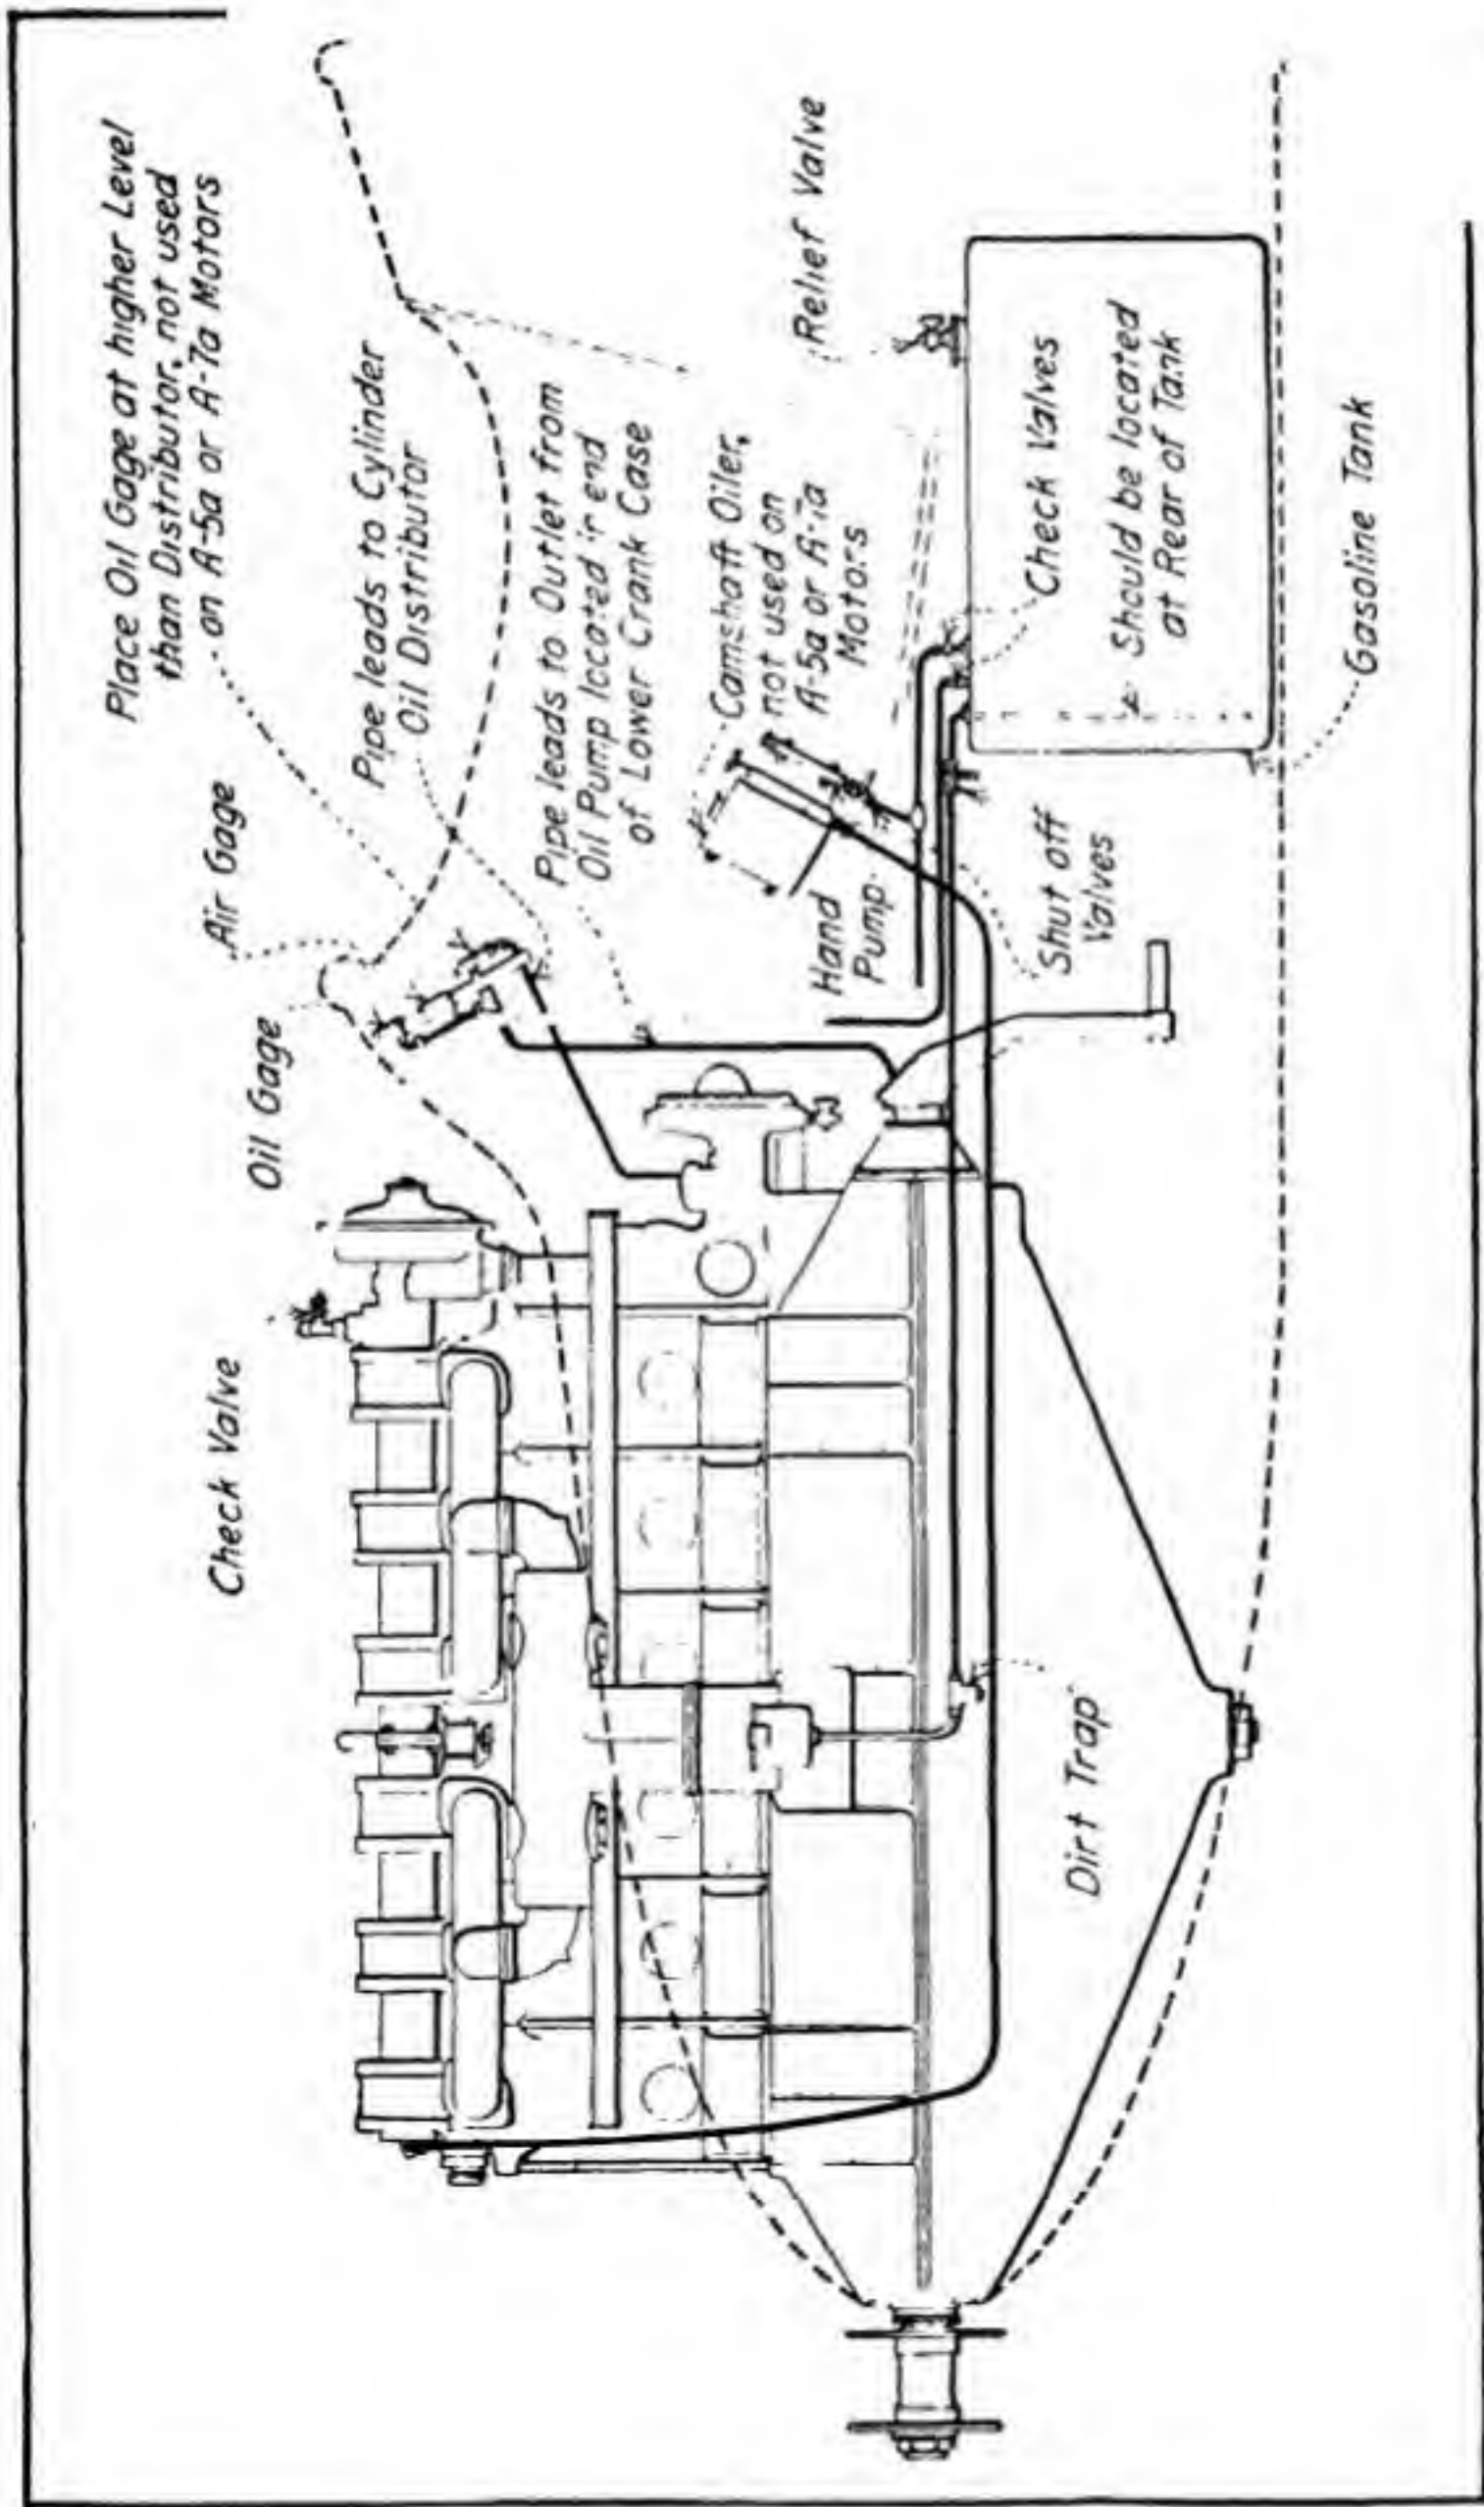 Place Oil Gage at higher Level
than Distributor, not used
on A-5a or A-7a Motors
Air Gage
Oil Gage
Check Valve
Pipe leads to Cylinder
Oil Distributor
Pipe leads to Outlet from
Oil Pump located in end
of Lower Crank Case
Camshaft Oiler,
not used on
A-5a or A-7a
Motors
Relief Valve
Hand
Pump
Shut off
Valves
Check Valves
Should be located
at Rear of Tank
Gasoline Tank
Dirt Trap